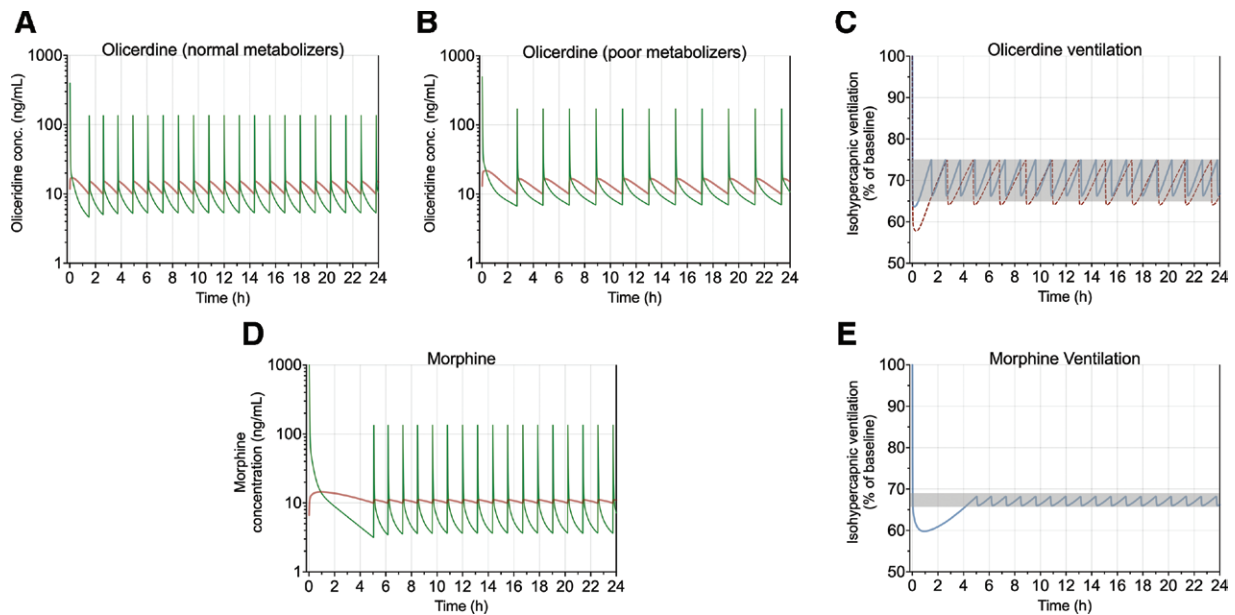 A
Olicerdine (normal metabolizers)
Oliceridine conc. (ng/mL)
1000
100
10
1
0 2 4 6 8 10 12 14 16 18 20 22 24
Time (h)
B
Olicerdine (poor metabolizers)
Oliceridine conc. (ng/mL)
1000
100
10
1
0 2 4 6 8 10 12 14 16 18 20 22 24
Time (h)
C
Olicerdine ventilation
Isohypercapnic ventilation
(% of baseline)
100
90
80
70
60
50
0 2 4 6 8 10 12 14 16 18 20 22 24
Time (h)
D
Morphine
Morphine
concentration (ng/mL)
1000
100
10
1
0 2 4 6 8 10 12 14 16 18 20 22 24
Time (h)
E
Morphine Ventilation
Isohypercapnic ventilation
(% of baseline)
100
90
80
70
60
50
0 2 4 6 8 10 12 14 16 18 20 22 24
Time (h)